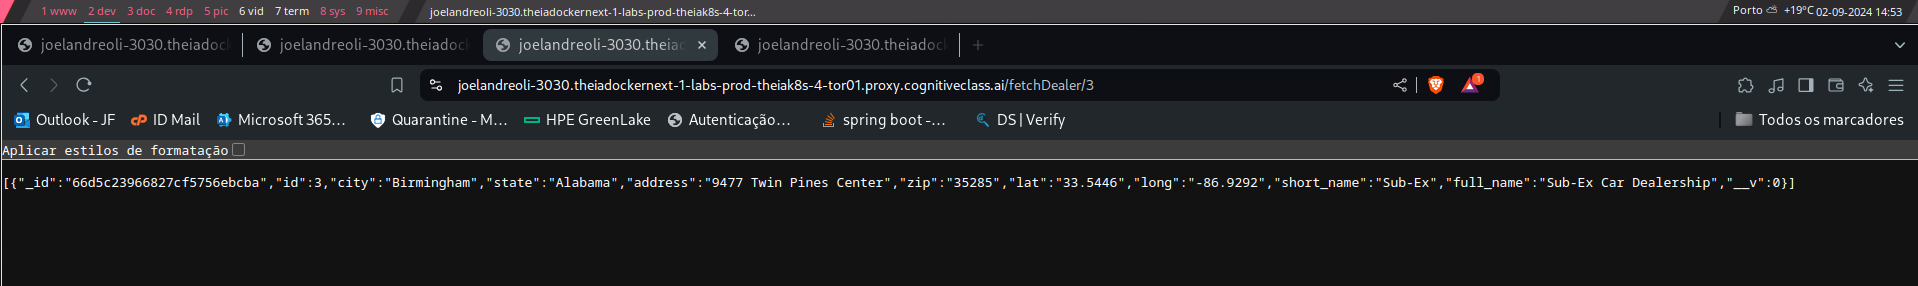 1 www 2 dev 3 doc 4 rdp 5 pic 6 vid 7 term 8 sys 9 misc joelandreoli-3030.theiadockernext-1-labs-prod-theiak8s-4-tor... Porto +19°C 02-09-2024 14:53
joelandreoli-3030.theiadoc joelandreoli-3030.theiadoc joelandreoli-3030.theia × joelandreoli-3030.theiadoc +
joelandreoli-3030.theiadockernext-1-labs-prod-theiak8s-4-tor01.proxy.cognitiveclass.ai/fetchDealer/3 1
Outlook - JF ID Mail Microsoft 365... Quarantine - M... HPE GreenLake Autenticação... spring boot -... DS | Verify Todos os marcadores
Aplicar estilos de formatação
[{"_id":"66d5c23966827cf5756ebcba","id":3,"city":"Birmingham","state":"Alabama","address":"9477 Twin Pines Center","zip":"35285","lat":"33.5446","long":"-86.9292","short_name":"Sub-Ex","full_name":"Sub-Ex Car Dealership","__v":0}]